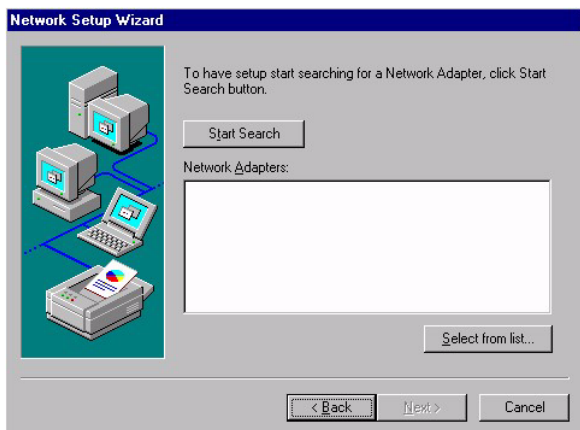 Network Setup Wizard
To have setup start searching for a Network Adapter, click Start
Search button.
Start Search
Network Adapters:
Select from list...
< Back
Next >
Cancel